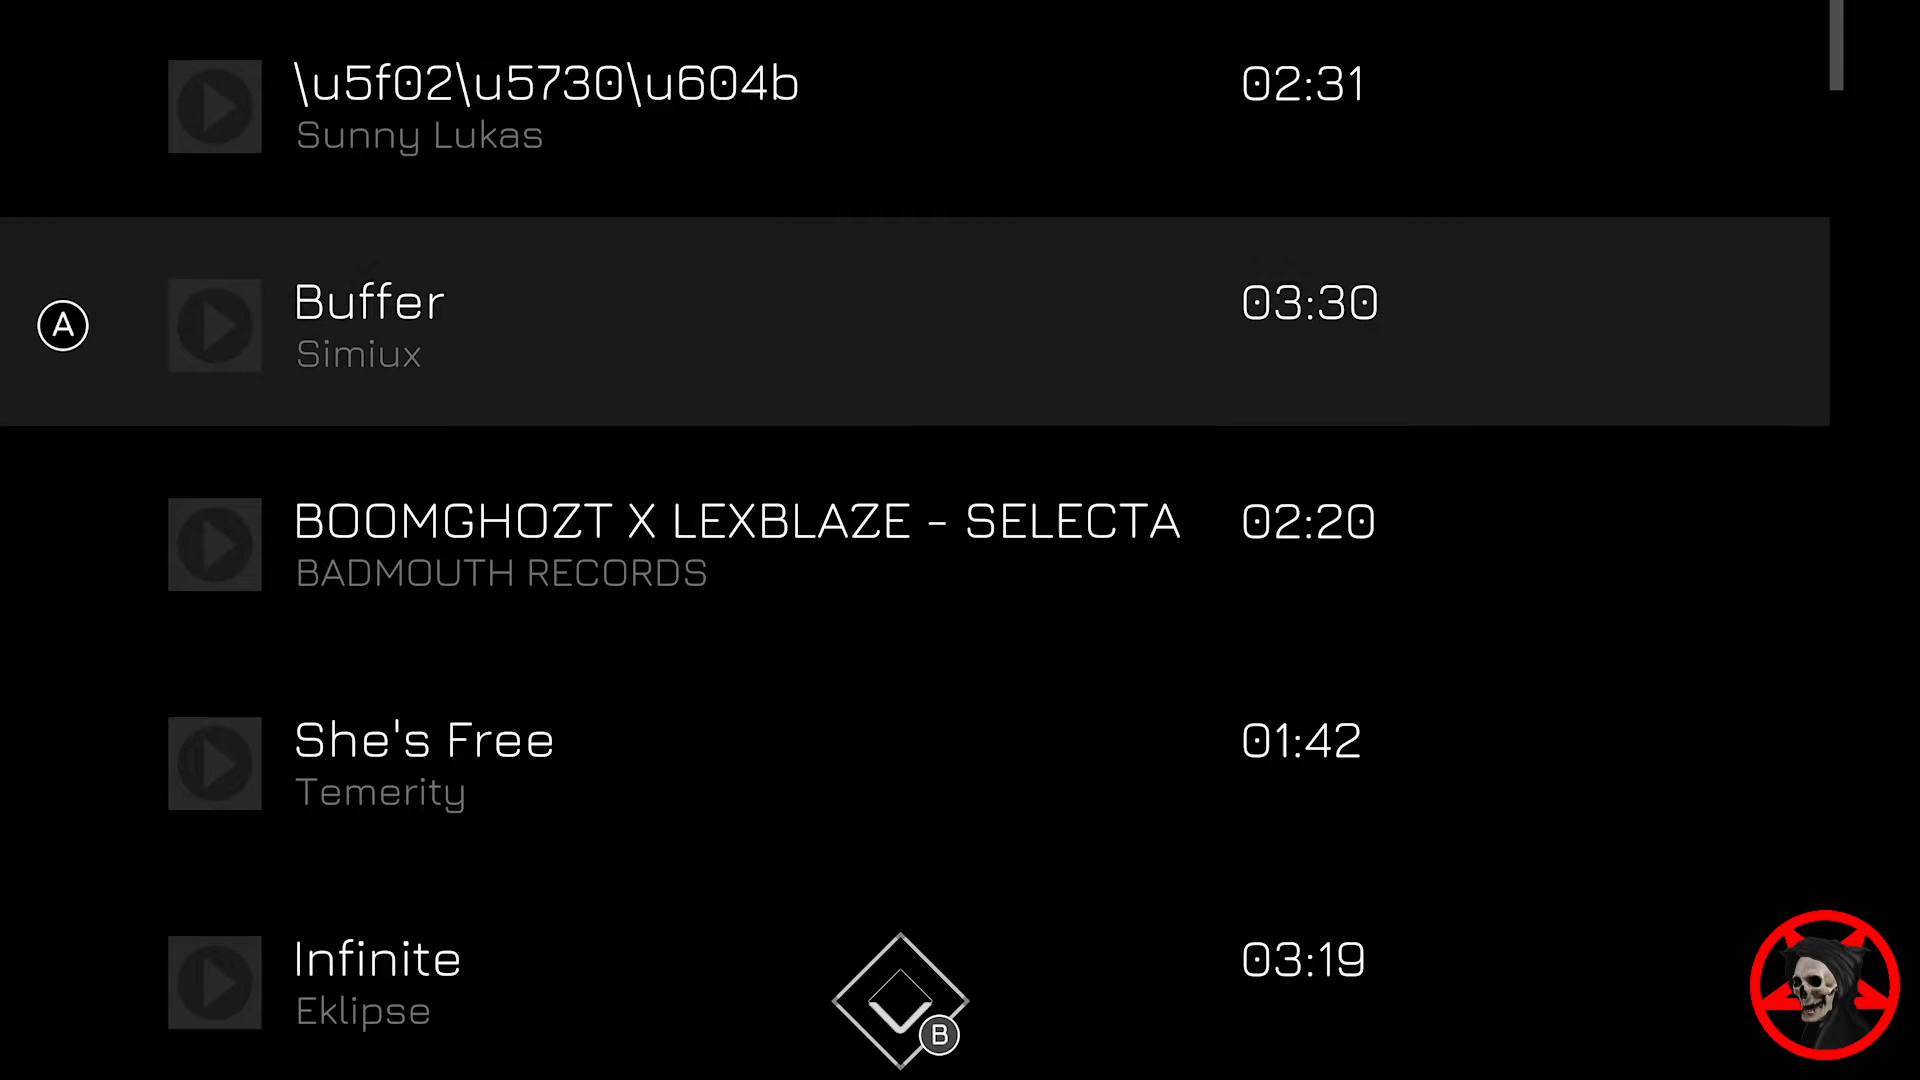 \u5f02\u5730\u604b 02:31
Sunny Lukas
A
Buffer 03:30
Simiux
BOOMGHOZT X LEXBLAZE - SELECTA 02:20
BADMOUTH RECORDS
She's Free 01:42
Temerity
Infinite 03:19
Eklipse
B